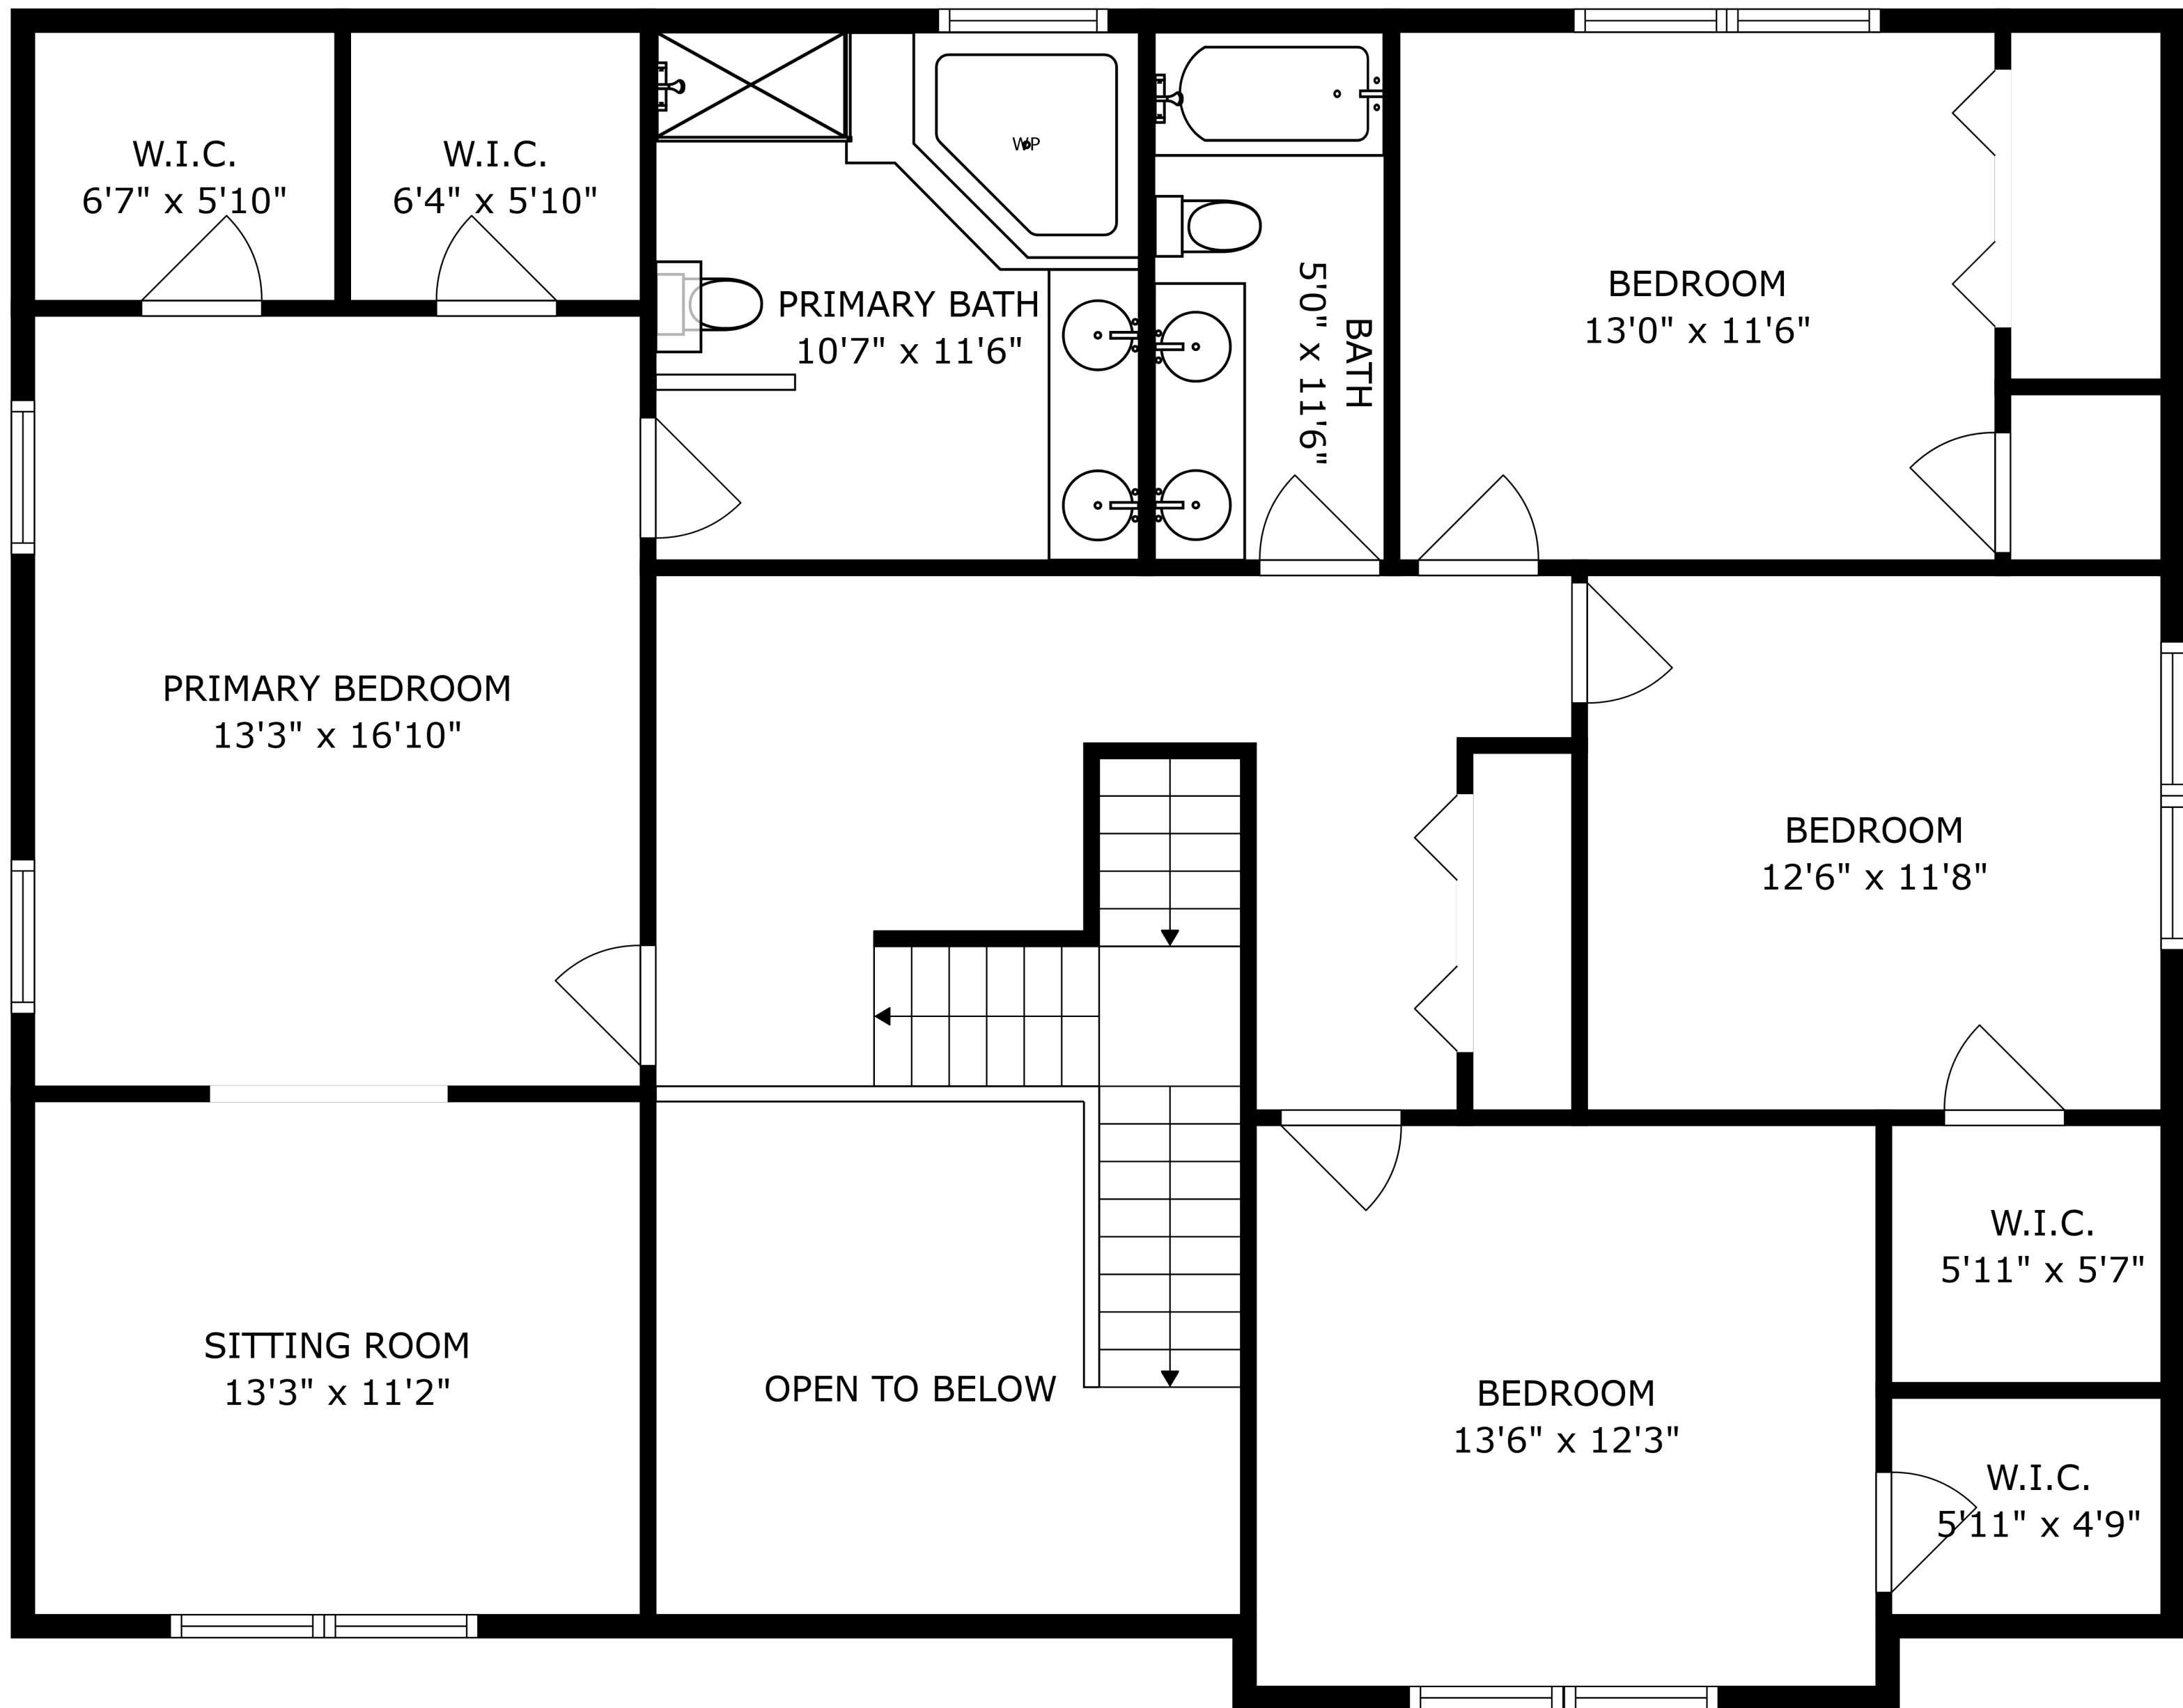 W.I.C.
6'7" x 5'10"
W.I.C.
6'4" x 5'10"
WP
PRIMARY BATH
10'7" x 11'6"
BATH
5'0" x 11'6"
BEDROOM
13'0" x 11'6"
PRIMARY BEDROOM
13'3" x 16'10"
BEDROOM
12'6" x 11'8"
W.I.C.
5'11" x 5'7"
SITTING ROOM
13'3" x 11'2"
OPEN TO BELOW
BEDROOM
13'6" x 12'3"
W.I.C.
5'11" x 4'9"